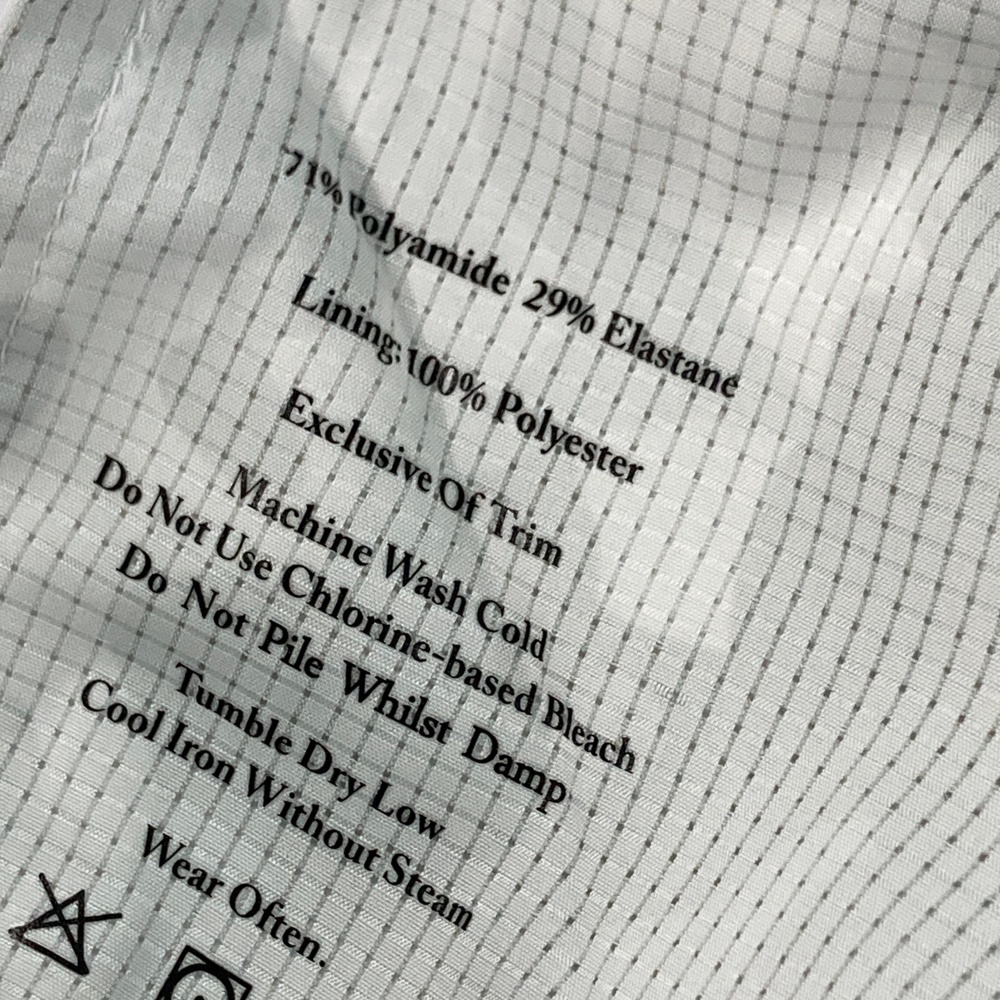 71% Polyamide 29% Elastane
Lining: 100% Polyester
Exclusive Of Trim
Machine Wash Cold
Do Not Use Chlorine-based Bleach
Do Not Pile Whilst Damp
Tumble Dry Low
Cool Iron Without Steam
Wear Often.